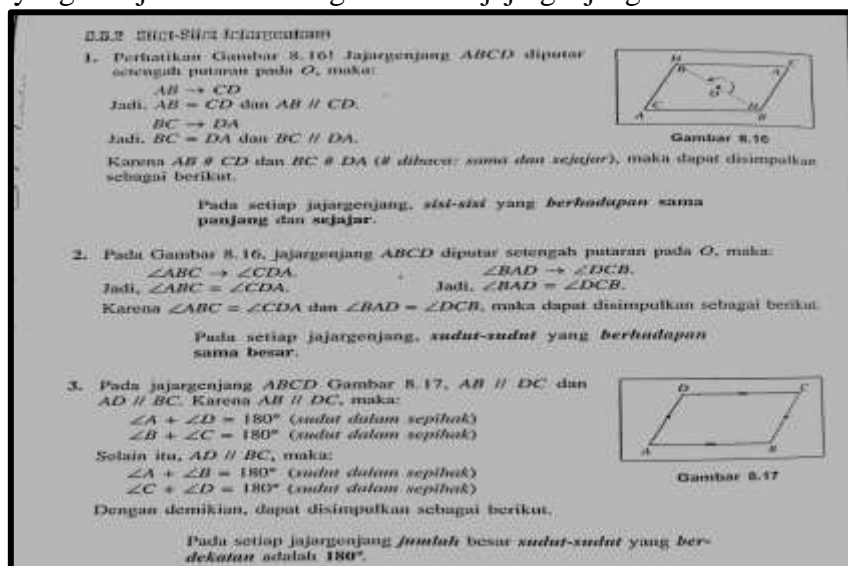 8.5.2 Sifat-Sifat Jajargenjang
1. Perhatikan Gambar 8.16! Jajargenjang ABCD diputar
setengah putaran pada O, maka:
AB → CD
Jadi, AB = CD dan AB // CD.
BC → DA
Jadi, BC = DA dan BC // DA.
Gambar 8.16
Karena AB # CD dan BC # DA (# dibaca: sama dan sejajar), maka dapat disimpulkan
sebagai berikut.
Pada setiap jajargenjang, sisi-sisi yang berhadapan sama
panjang dan sejajar.
2. Pada Gambar 8.16, jajargenjang ABCD diputar setengah putaran pada O, maka:
∠ABC → ∠CDA. ∠BAD → ∠DCB.
Jadi, ∠ABC = ∠CDA. Jadi, ∠BAD = ∠DCB.
Karena ∠ABC = ∠CDA dan ∠BAD = ∠DCB, maka dapat disimpulkan sebagai berikut.
Pada setiap jajargenjang, sudut-sudut yang berhadapan
sama besar.
3. Pada jajargenjang ABCD Gambar 8.17, AB // DC dan
AD // BC. Karena AB // DC, maka:
∠A + ∠D = 180° (sudut dalam sepihak)
∠B + ∠C = 180° (sudut dalam sepihak)
Selain itu, AD // BC, maka:
∠A + ∠B = 180° (sudut dalam sepihak)
∠C + ∠D = 180° (sudut dalam sepihak)
D C
A B
Gambar 8.17
Dengan demikian, dapat disimpulkan sebagai berikut.
Pada setiap jajargenjang jumlah besar sudut-sudut yang ber-
dekatan adalah 180°.